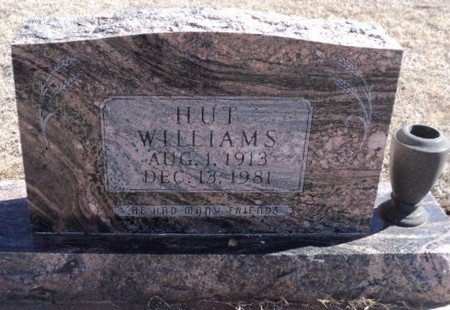 HUT
WILLIAMS
AUG. 1, 1913
DEC. 13, 1981
HE HAD MANY FRIENDS